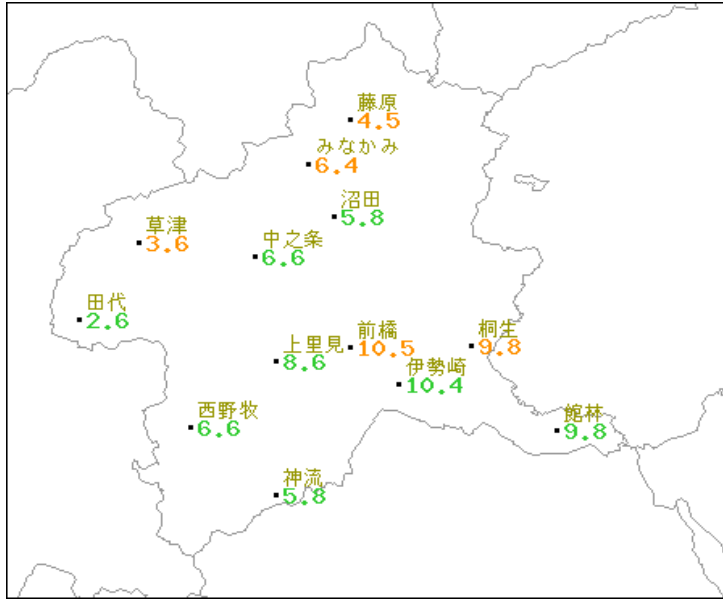 藤原
4.5
みなかみ
6.4
沼田
5.8
草津
3.6
中之条
6.6
田代
2.6
上里見
8.6
前橋
10.5
桐生
9.8
伊勢崎
10.4
西野牧
6.6
館林
9.8
神流
5.8